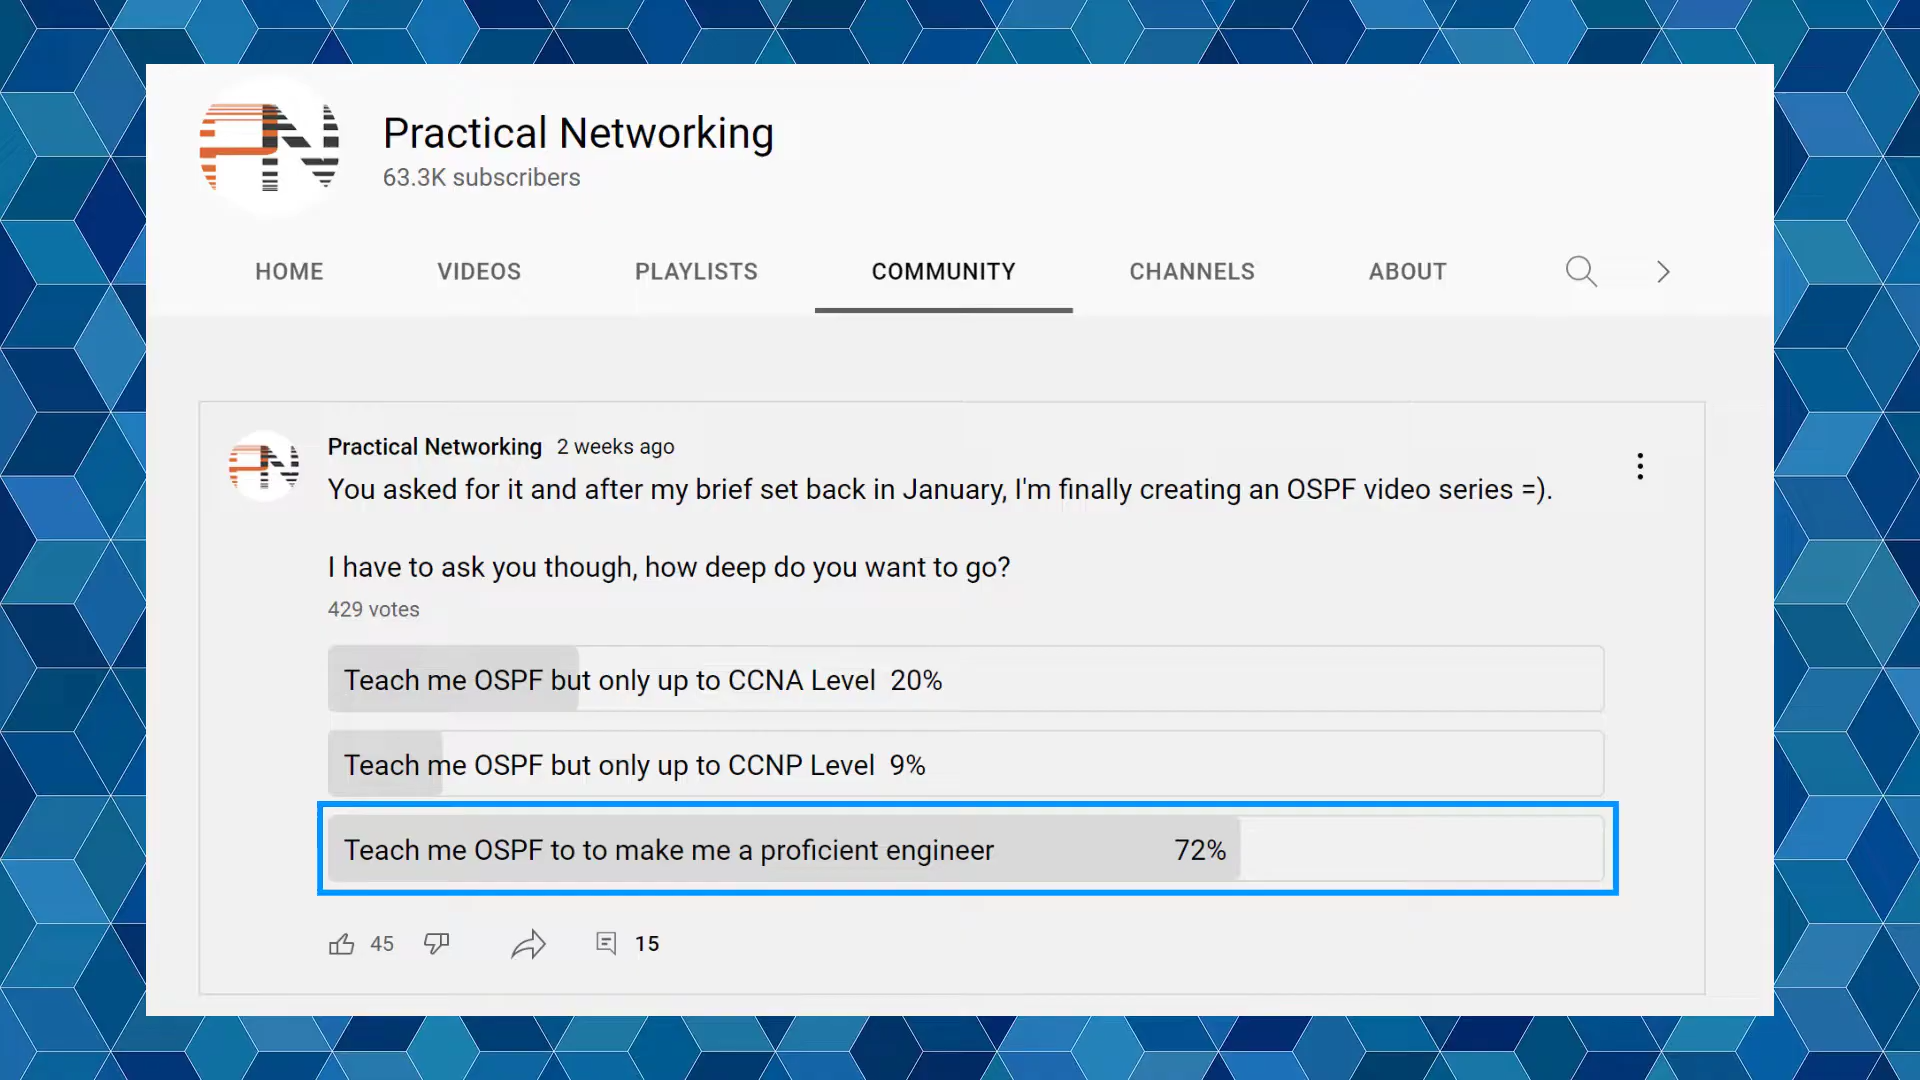 PN
Practical Networking
63.3K subscribers
HOME VIDEOS PLAYLISTS COMMUNITY CHANNELS ABOUT
PN
Practical Networking 2 weeks ago
You asked for it and after my brief set back in January, I'm finally creating an OSPF video series =).
I have to ask you though, how deep do you want to go?
429 votes
Teach me OSPF but only up to CCNA Level 20%
Teach me OSPF but only up to CCNP Level 9%
Teach me OSPF to to make me a proficient engineer 72%
45 15